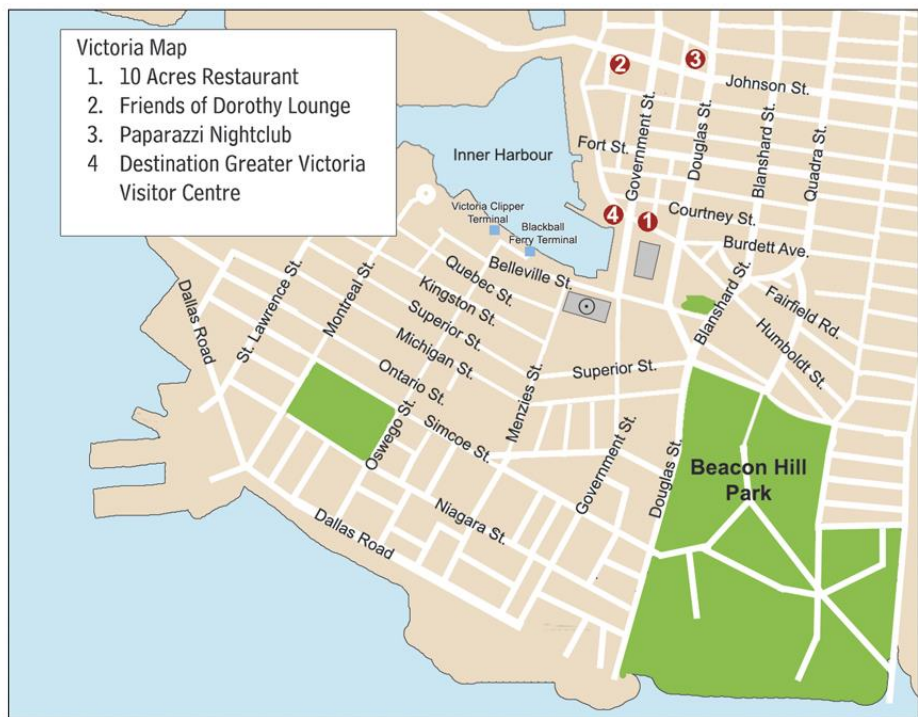 Victoria Map
1. 10 Acres Restaurant
2. Friends of Dorothy Lounge
3. Paparazzi Nightclub
4 Destination Greater Victoria
Visitor Centre
2
3
Johnson St.
Government St.
Douglas St.
Blanshard St.
Quadra St.
Fort St.
Inner Harbour
4
1
Courtney St.
Victoria Clipper
Terminal
Blackball
Ferry Terminal
Burdett Ave.
Belleville St.
Quebec St.
Kingston St.
Superior St.
Michigan St.
Ontario St.
Simcoe St.
Niagara St.
Dallas Road
St. Lawrence St.
Montreal St.
Oswego St.
Menzies St.
Superior St.
Government St.
Douglas St.
Blanshard St.
Fairfield Rd.
Humboldt St.
Beacon Hill
Park
Dallas Road